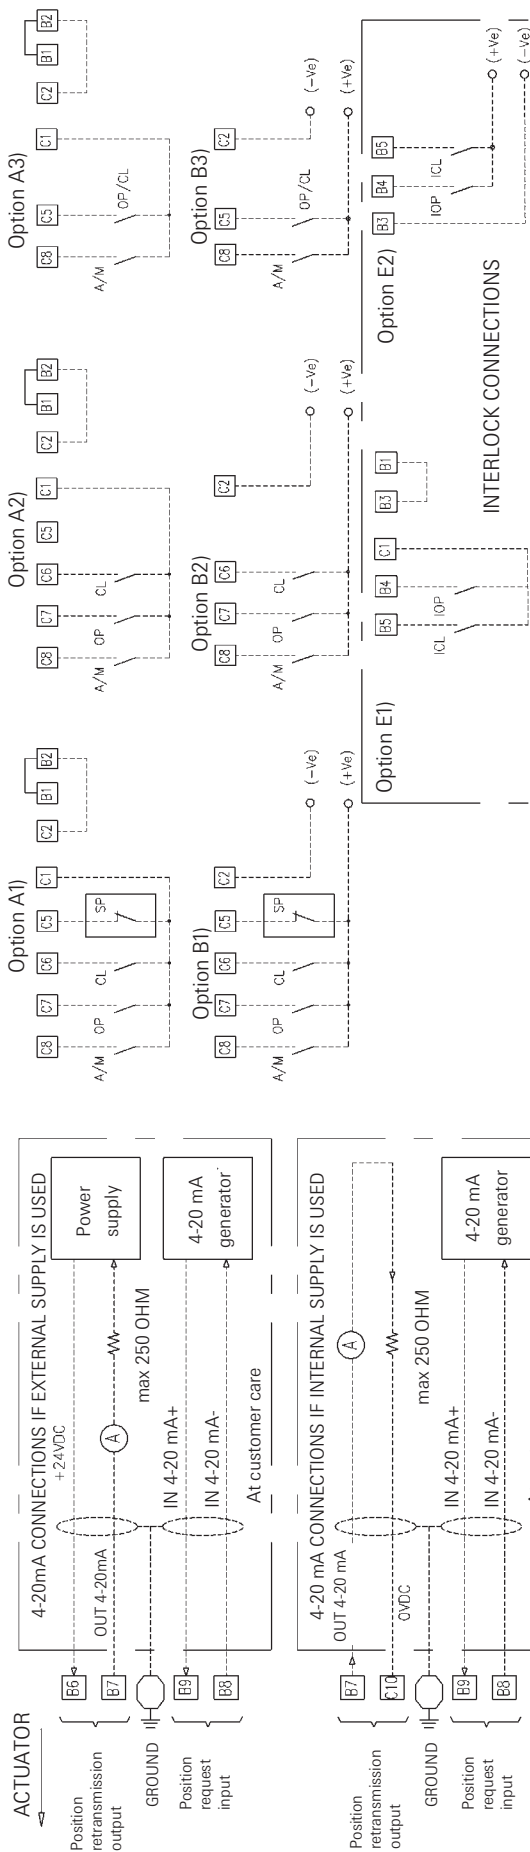 ACTUATOR
4-20mA CONNECTIONS IF EXTERNAL SUPPLY IS USED
+24VDC
Power
supply
B6
B7
OUT 4-20mA
A
max 250 OHM
Position
retransmission
output
GROUND
B9
B8
Position
request
input
IN 4-20 mA+
IN 4-20 mA-
4-20 mA
generator
At customer care
4-20 mA CONNECTIONS IF INTERNAL SUPPLY IS USED
OUT 4-20 mA
A
B7
C10
0VDC
max 250 OHM
Position
retransmission
output
GROUND
B9
B8
Position
request
input
IN 4-20 mA+
IN 4-20 mA-
4-20 mA
generator
Option A1)
C8 C7 C6 C5 C1 C2 B1 B2
A/M OP CL SP
Option B1)
C8 C7 C6 C5 C2
A/M OP CL SP
(-Ve)
(+Ve)
Option A2)
C8 C7 C6 C5 C1 C2 B1 B2
A/M OP CL
Option B2)
C8 C7 C6 C2
A/M OP CL
(-Ve)
(+Ve)
Option A3)
C8 C5 C1 C2 B1 B2
A/M OP/CL
Option B3)
C8 C5 C2
A/M OP/CL
(-Ve)
(+Ve)
Option E1)
B5 B4 C1 B3 B1
ICL IOP
Option E2)
B3 B4 B5
IOP ICL
(+Ve)
(-Ve)
INTERLOCK CONNECTIONS